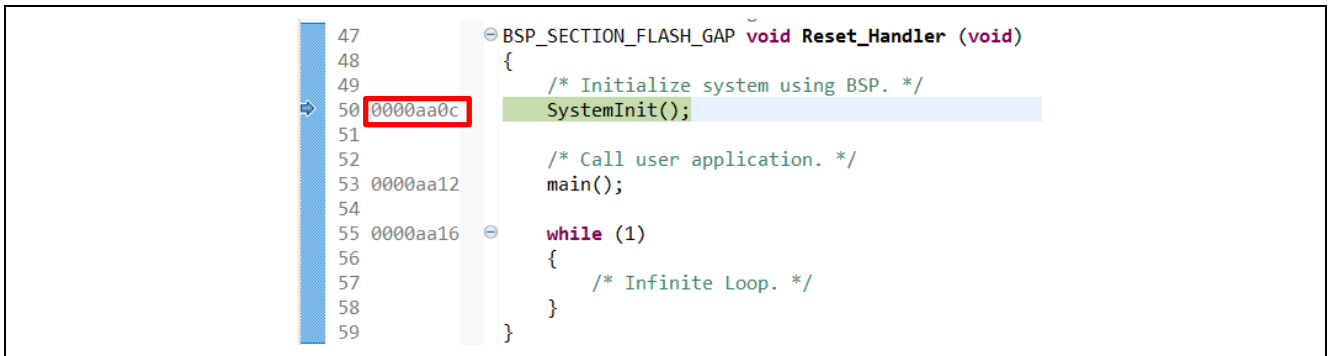 47 BSP_SECTION_FLASH_GAP void Reset_Handler (void)
48 {
49 /* Initialize system using BSP. */
50 0000aa0c SystemInit();
51
52 /* Call user application. */
53 0000aa12 main();
54
55 0000aa16 while (1)
56 {
57 /* Infinite Loop. */
58 }
59 }